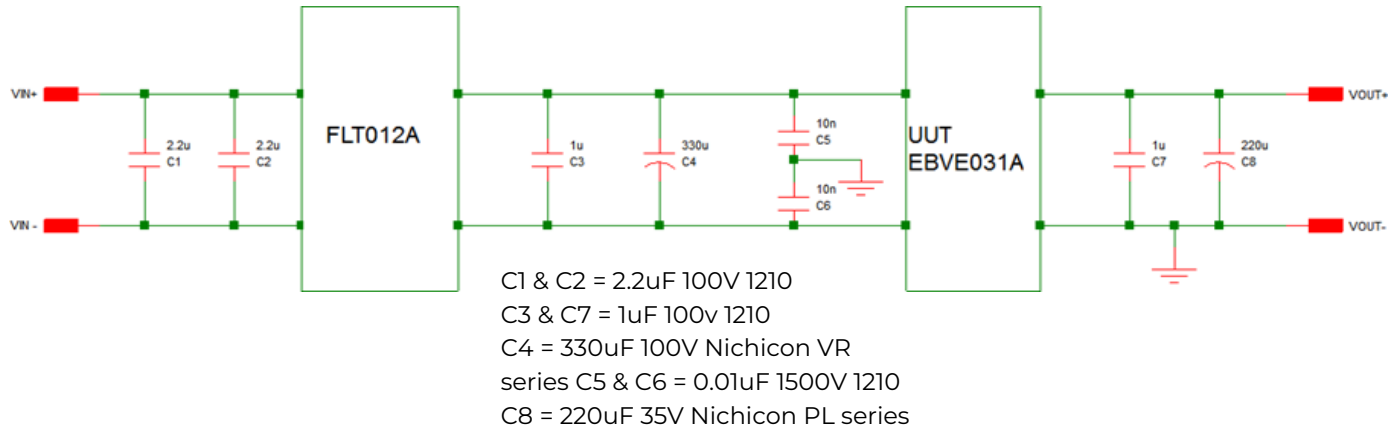 VIN+
VIN -
2.2u
C1
2.2u
C2
FLT012A
1u
C3
330u
C4
10n
C5
10n
C6
UUT
EBVE031A
1u
C7
220u
C8
VOUT+
VOUT-
C1 & C2 = 2.2uF 100V 1210
C3 & C7 = 1uF 100v 1210
C4 = 330uF 100V Nichicon VR
series C5 & C6 = 0.01uF 1500V 1210
C8 = 220uF 35V Nichicon PL series